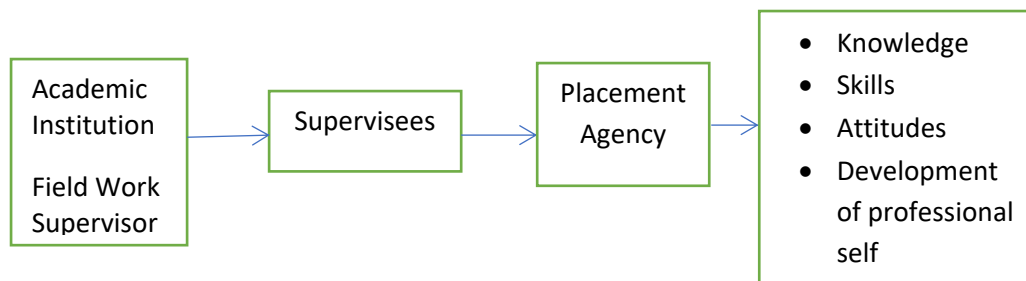 Academic
Institution
Field Work
Supervisor
Supervisees
Placement
Agency
• Knowledge
• Skills
• Attitudes
• Development
of professional
self